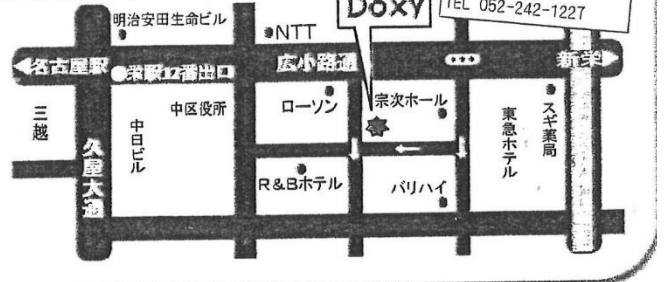 Doxy
TEL 052-242-1227
明治安田生命ビル
NTT
名古屋駅
栄駅12番出口
広小路通
新栄
三越
久屋大通
中日ビル
中区役所
ローソン
宗次ホール
東急ホテル
スギ薬局
R&Bホテル
バリハイ